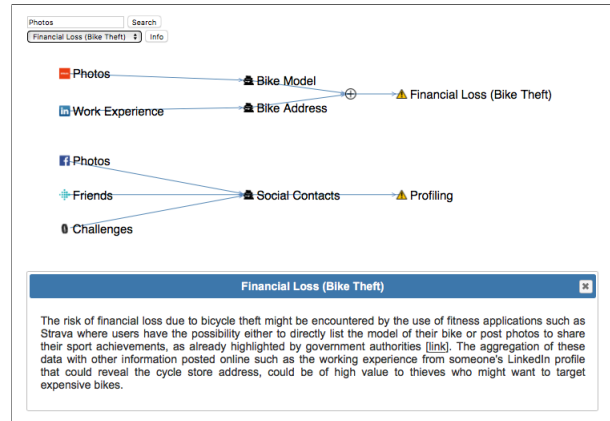 Photos Search
Financial Loss (Bike Theft) Info
Photos
Bike Model
Financial Loss (Bike Theft)
Work Experience
Bike Address
Photos
Friends
Social Contacts
Profiling
Challenges
Financial Loss (Bike Theft)
The risk of financial loss due to bicycle theft might be encountered by the use of fitness applications such as
Strava where users have the possibility either to directly list the model of their bike or post photos to share
their sport achievements, as already highlighted by government authorities [link]. The aggregation of these
data with other information posted online such as the working experience from someone's LinkedIn profile
that could reveal the cycle store address, could be of high value to thieves who might want to target
expensive bikes.